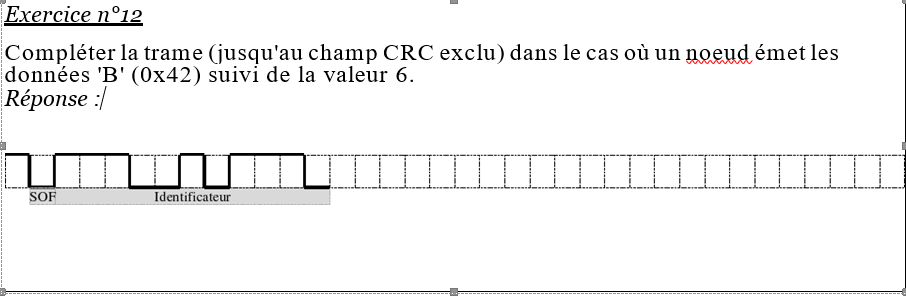 Exercice n°12
Compléter la trame (jusqu'au champ CRC exclu) dans le cas où un noeud émet les
données 'B' (0x42) suivi de la valeur 6.
Réponse :/
SOF Identificateur